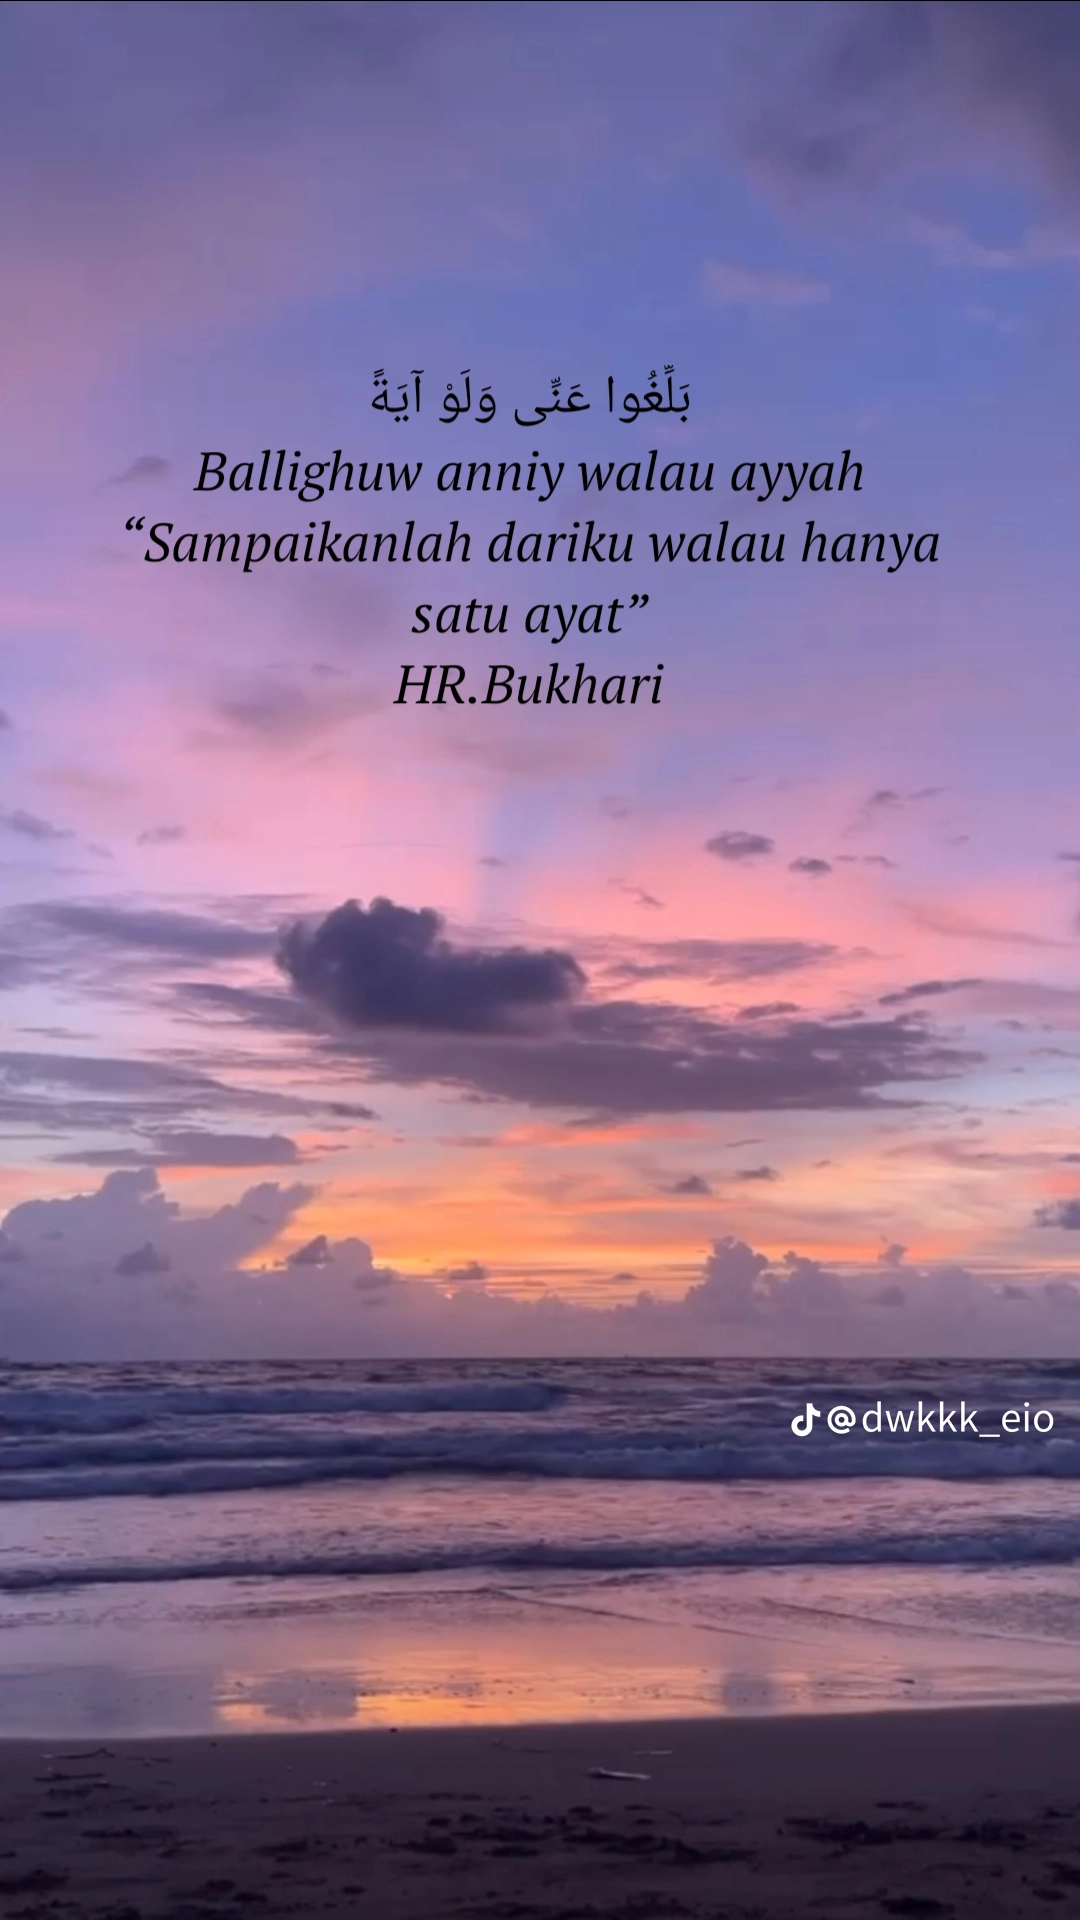 بَلِّغُوا عَنِّى وَلَوْ آيَةً
Ballighuw anniy walau ayyah
“Sampaikanlah dariku walau hanya
satu ayat”
HR.Bukhari
@dwkkk_eio